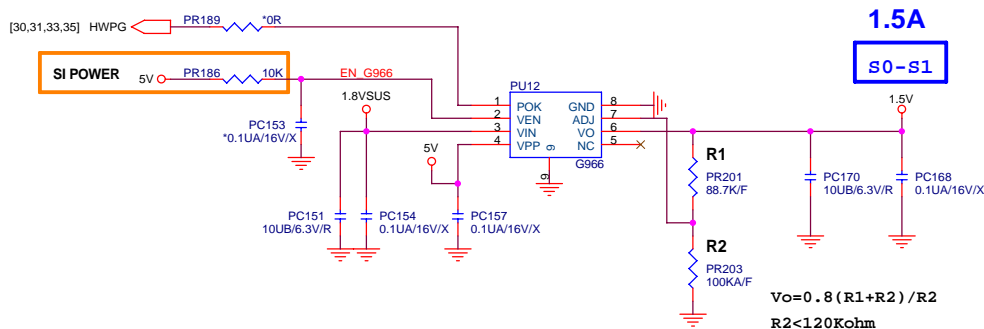 [30,31,33,35] HWPG
PR189
*0R
1.5A
S0-S1
SI POWER
5V
PR186
10K
EN_G966
1.8VSUS
PC153
*0.1UA/16V/X
PU12
1 POK
2 VEN
3 VIN
4 VPP
GND 8
ADJ 7
VO 6
NC 5
9
9
G966
1.5V
5V
R1
PR201
88.7K/F
PC170
10UB/6.3V/R
PC168
0.1UA/16V/X
PC151
10UB/6.3V/R
PC154
0.1UA/16V/X
PC157
0.1UA/16V/X
R2
PR203
100KA/F
Vo=0.8(R1+R2)/R2
R2<120Kohm